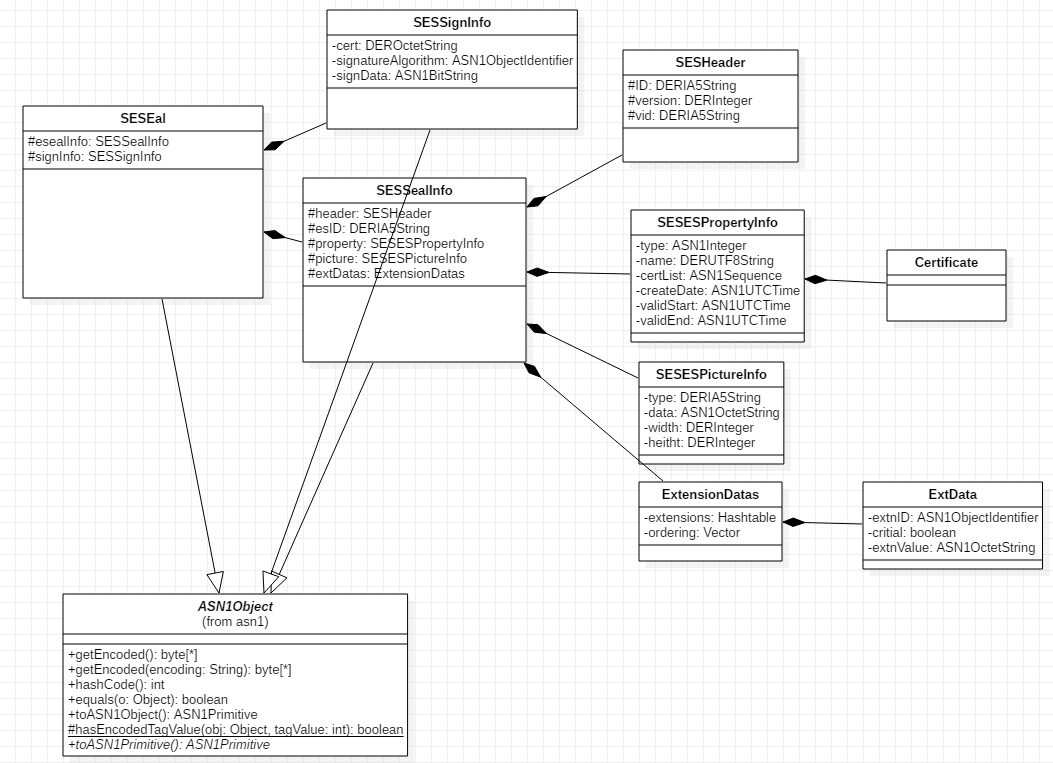 SESSignInfo
-cert: DEROctetString
-signatureAlgorithm: ASN1ObjectIdentifier
-signData: ASN1BitString
SESHeader
#ID: DERIA5String
#version: DERInteger
#vid: DERIA5String
SESEal
#esealInfo: SESSealInfo
#signInfo: SESSignInfo
SESSealInfo
#header: SESHeader
#esID: DERIA5String
#property: SESESPropertyInfo
#picture: SESESPictureInfo
#extDatas: ExtensionDatas
SESESPropertyInfo
-type: ASN1Integer
-name: DERUTF8String
-certList: ASN1Sequence
-createDate: ASN1UTCTime
-validStart: ASN1UTCTime
-validEnd: ASN1UTCTime
Certificate
SESESPictureInfo
-type: DERIA5String
-data: ASN1OctetString
-width: DERInteger
-heitht: DERInteger
ExtensionDatas
-extensions: Hashtable
-ordering: Vector
ExtData
-extnID: ASN1ObjectIdentifier
-critial: boolean
-extnValue: ASN1OctetString
ASN1Object
(from asn1)
+getEncoded(): byte[*]
+getEncoded(encoding: String): byte[*]
+hashCode(): int
+equals(o: Object): boolean
+toASN1Object(): ASN1Primitive
#hasEncodedTagValue(obj: Object, tagValue: int): boolean
+toASN1Primitive(): ASN1Primitive